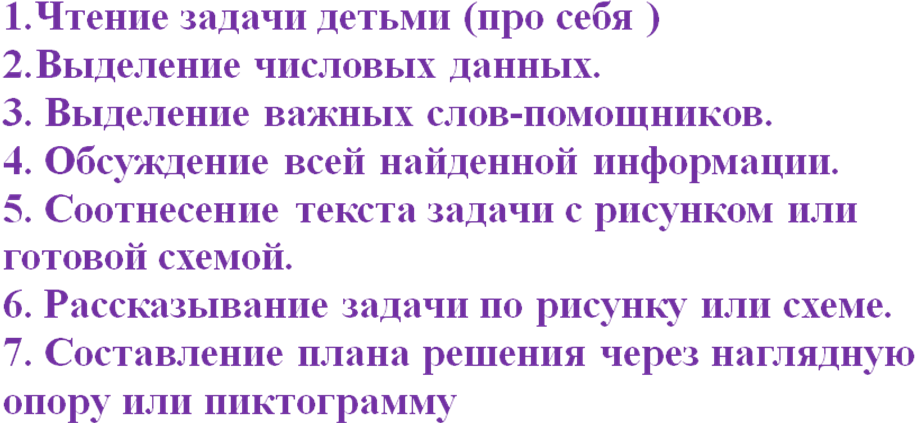 1.Чтение задачи детьми (про себя )
2.Выделение числовых данных.
3. Выделение важных слов-помощников.
4. Обсуждение всей найденной информации.
5. Соотнесение текста задачи с рисунком или
готовой схемой.
6. Рассказывание задачи по рисунку или схеме.
7. Составление плана решения через наглядную
опору или пиктограмму